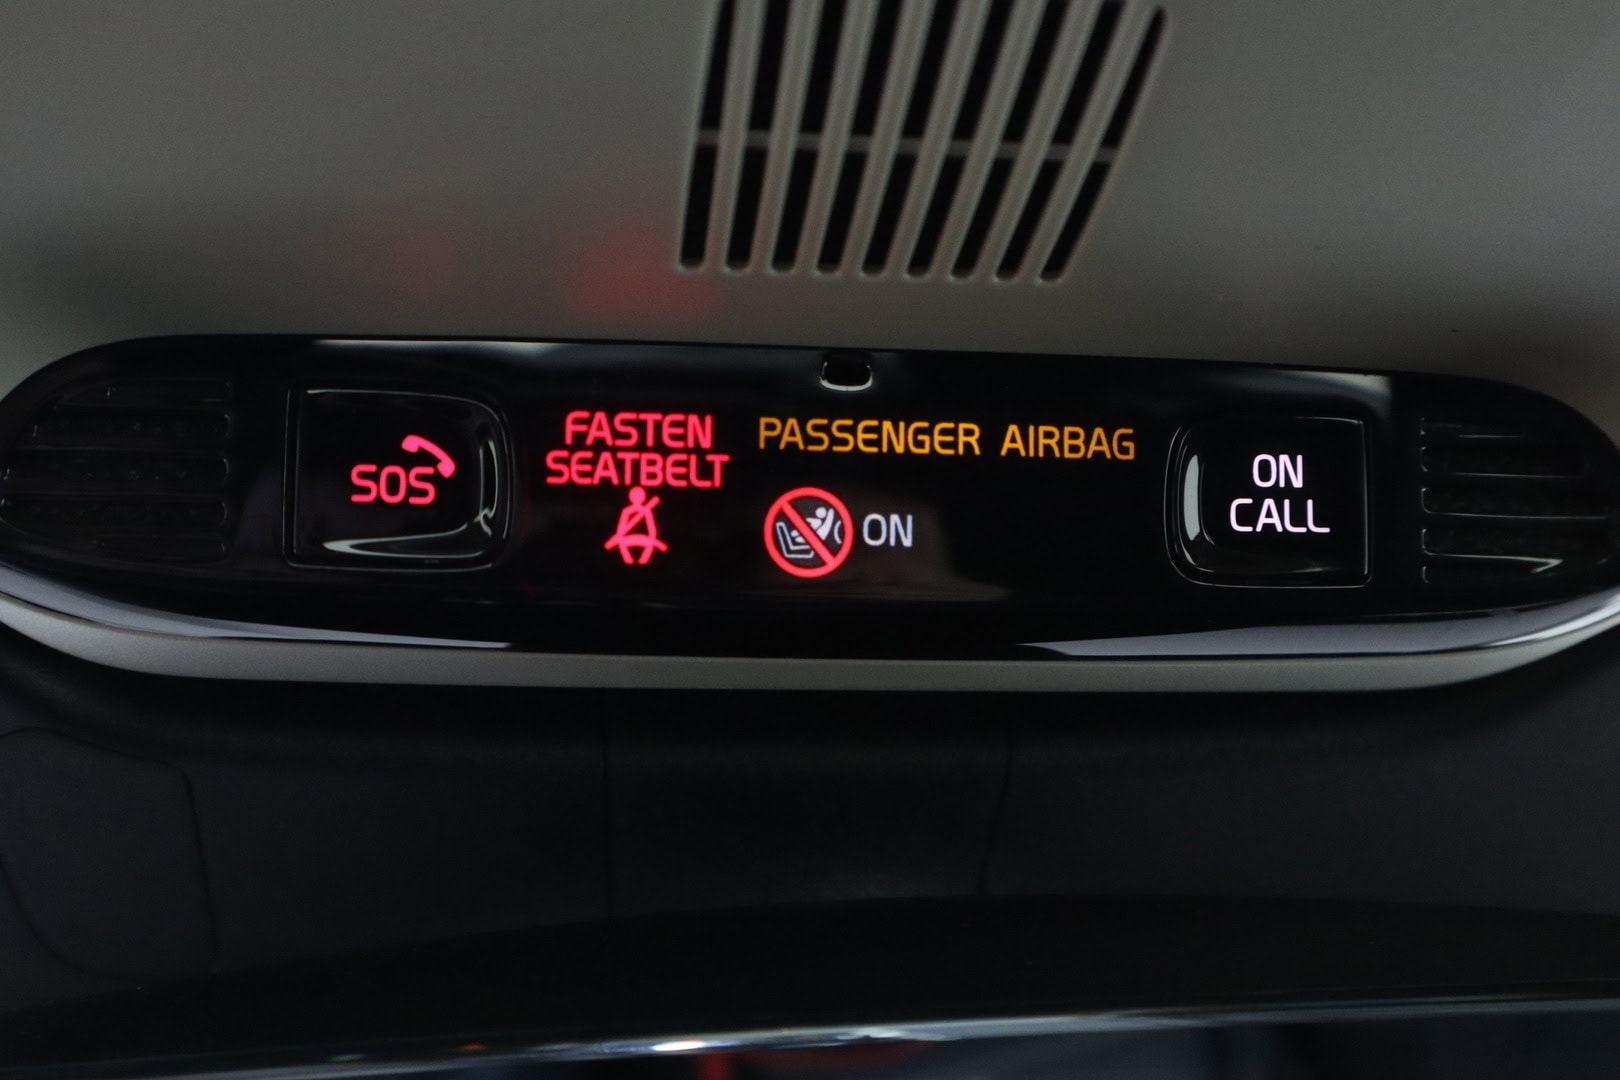 SOS
FASTEN
SEATBELT
PASSENGER AIRBAG
ON
ON
CALL